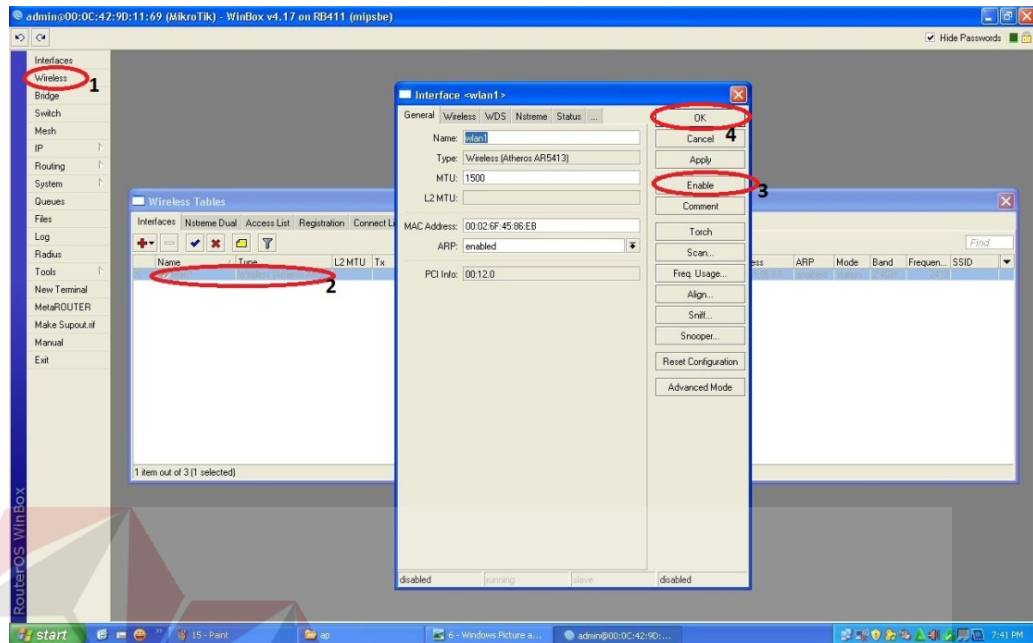 admin@00:0C:42:9D:11:69 (MikroTik) - WinBox v4.17 on RB411 (mipsbe)
Hide Passwords
Interfaces
Wireless
1
Bridge
Switch
Mesh
IP
Routing
System
Queues
Files
Log
Radius
Tools
New Terminal
MetaROUTER
Make Supout.rif
Manual
Exit
RouterOS WinBox
Wireless Tables
Interfaces Nstreme Dual Access List Registration Connect Li
Find
Name Type L2 MTU Tx ess ARP Mode Band Frequen... SSID
wlan1 Wireless (Atheros
2
1 item out of 3 (1 selected)
Interface <wlan1>
General Wireless WDS Nstreme Status ...
Name: wlan1
Type: Wireless (Atheros AR5413)
MTU: 1500
L2 MTU:
MAC Address: 00:02:6F:45:86:EB
ARP: enabled
PCI Info: 00:12.0
OK
4
Cancel
Apply
Enable
3
Comment
Torch
Scan...
Freq. Usage...
Align...
Sniff...
Snooper...
Reset Configuration
Advanced Mode
disabled running slave disabled
start
15 - Paint
ap
6 - Windows Picture a...
admin@00:0C:42:9D:...
7:41 PM